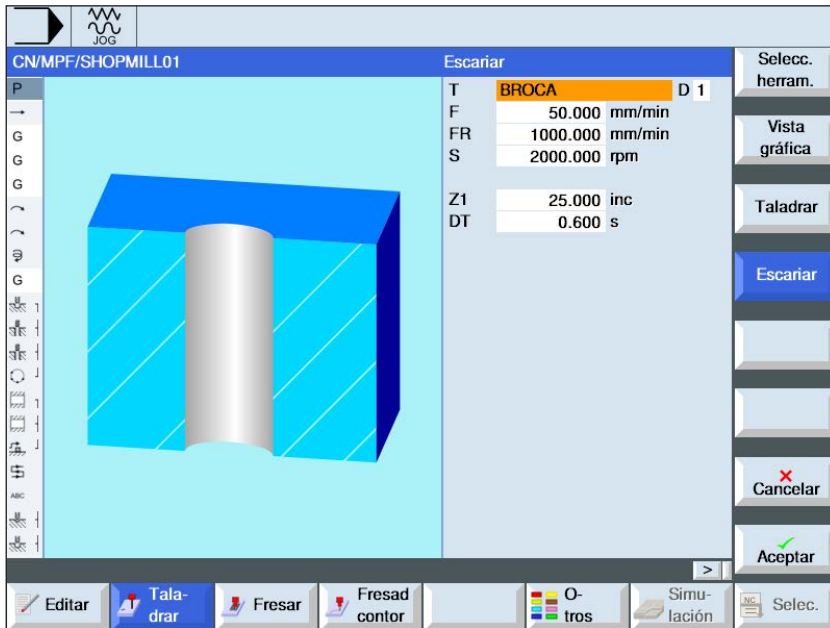 JOG
CN/MPF/SHOPMILL01
Escariar
P
G
G
G
G
ABC
T BROCA D 1
F 50.000 mm/min
FR 1000.000 mm/min
S 2000.000 rpm
Z1 25.000 inc
DT 0.600 s
Selecc.
herram.
Vista
gráfica
Taladrar
Escariar
Cancelar
Aceptar
>
Editar
Tala-
drar
Fresar
Fresad
contor
O-
tros
Simu-
lación
NC
Selec.